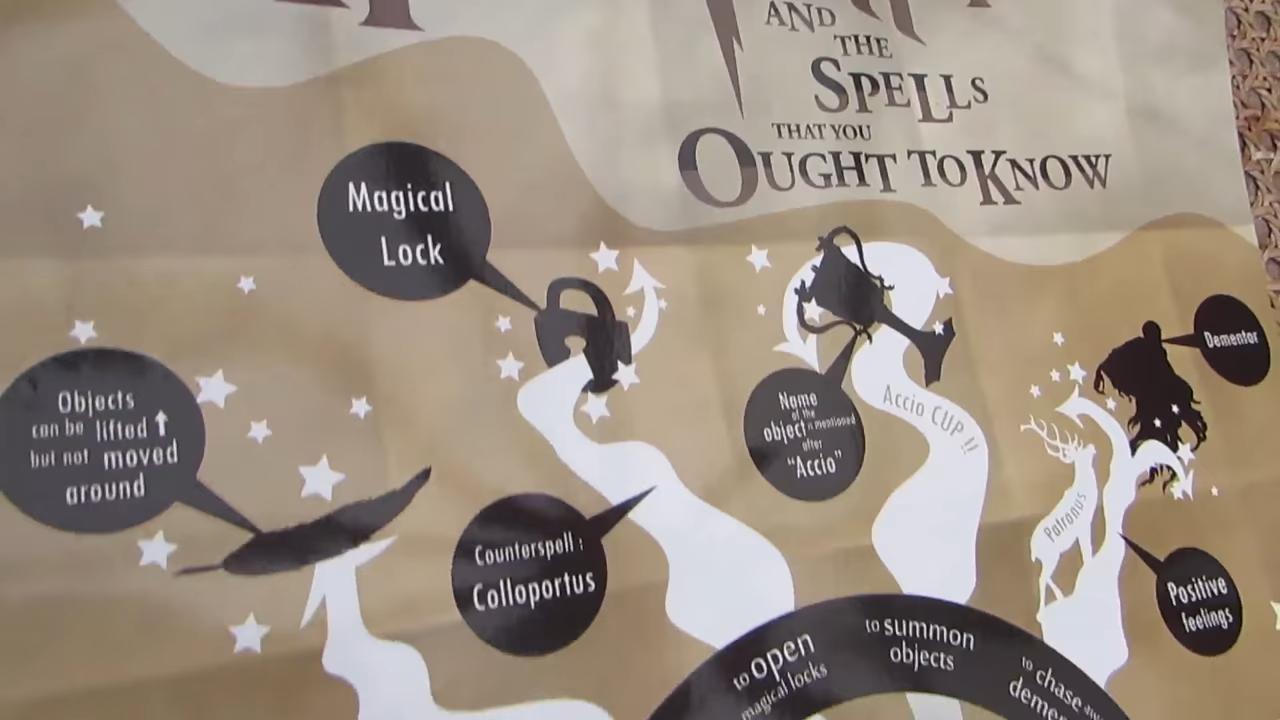 AND
THE
SPELLS
THAT YOU
OUGHT TO KNOW
Magical
Lock
Dementor
Objects
can be lifted
but not moved
around
Name
of the
object is mentioned
after
"Accio"
Accio CUP !!
Patronus
Counterspell :
Colloportus
Positive
feelings
to open
magical locks
to summon
objects
to chase